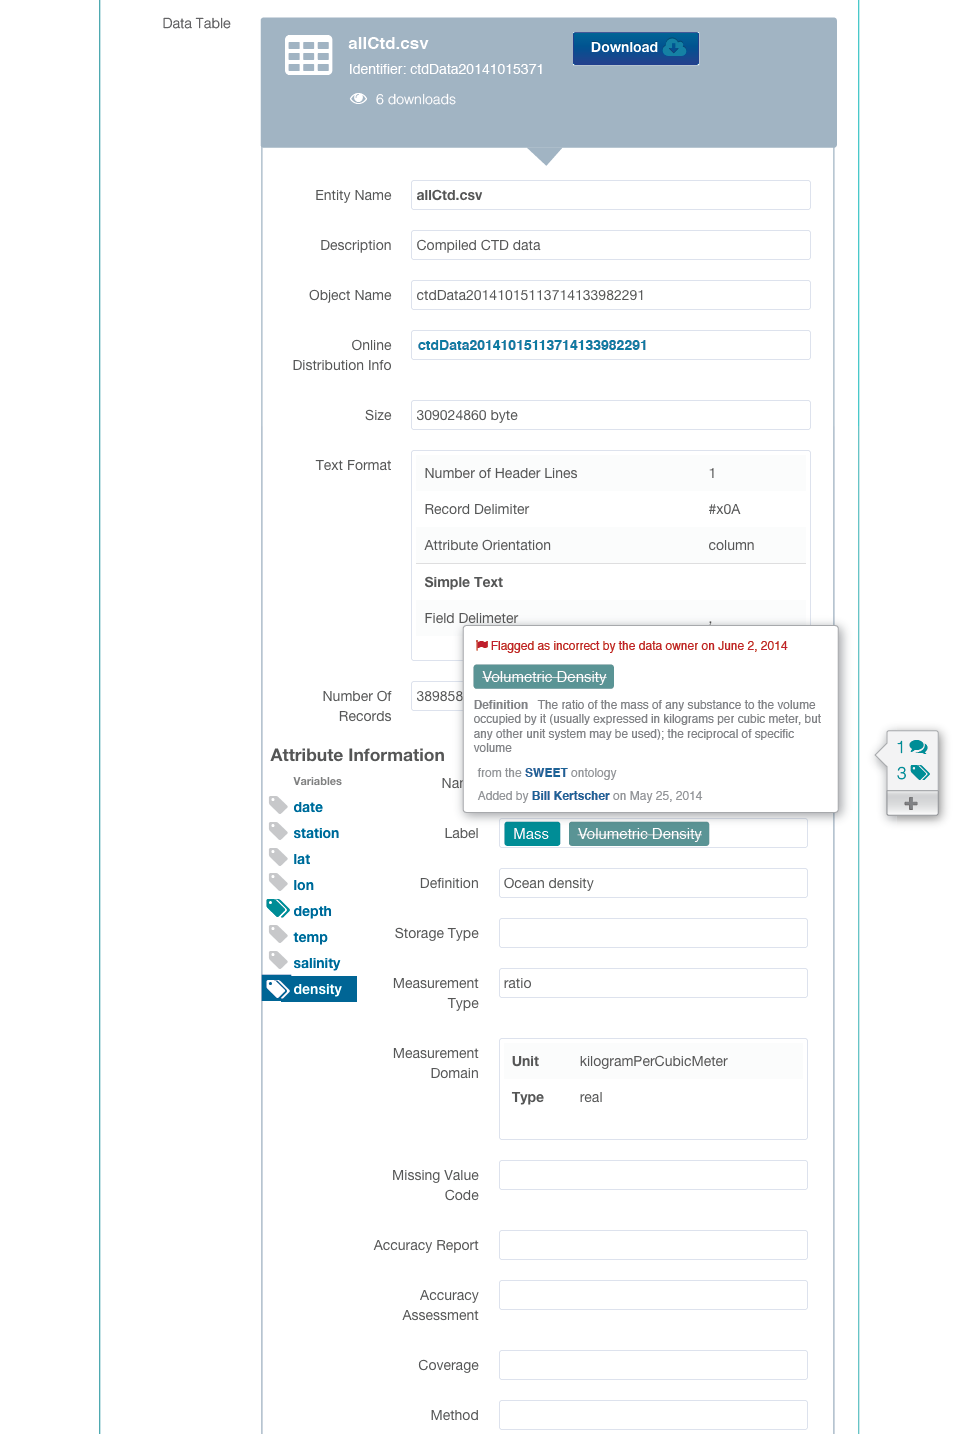 Data Table
allCtd.csv
Download
Identifier: ctdData20141015371
6 downloads
Entity Name
allCtd.csv
Description
Compiled CTD data
Object Name
ctdData20141015113714133982291
Online
Distribution Info
ctdData20141015113714133982291
Size
309024860 byte
Text Format
Number of Header Lines
1
Record Delimiter
#x0A
Attribute Orientation
column
Simple Text
Field Delimeter
,
Flagged as incorrect by the data owner on June 2, 2014
Volumetric Density
Definition The ratio of the mass of any substance to the volume
occupied by it (usually expressed in kilograms per cubic meter, but
any other unit system may be used); the reciprocal of specific
volume
from the SWEET ontology
Added by Bill Kertscher on May 25, 2014
Number Of
Records
389858
1
3
Attribute Information
Variables
date
station
lat
lon
depth
temp
salinity
density
Label
Mass
Volumetric Density
Definition
Ocean density
Storage Type
Measurement
Type
ratio
Measurement
Domain
Unit
kilogramPerCubicMeter
Type
real
Missing Value
Code
Accuracy Report
Accuracy
Assessment
Coverage
Method